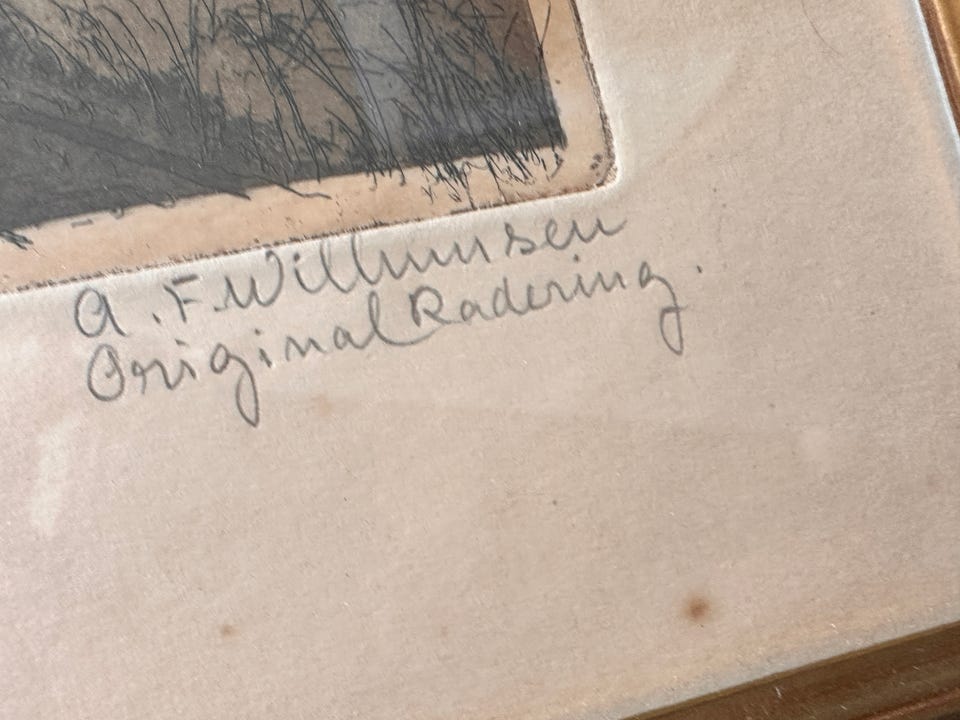 A. F. Willumsen
Original Radering.